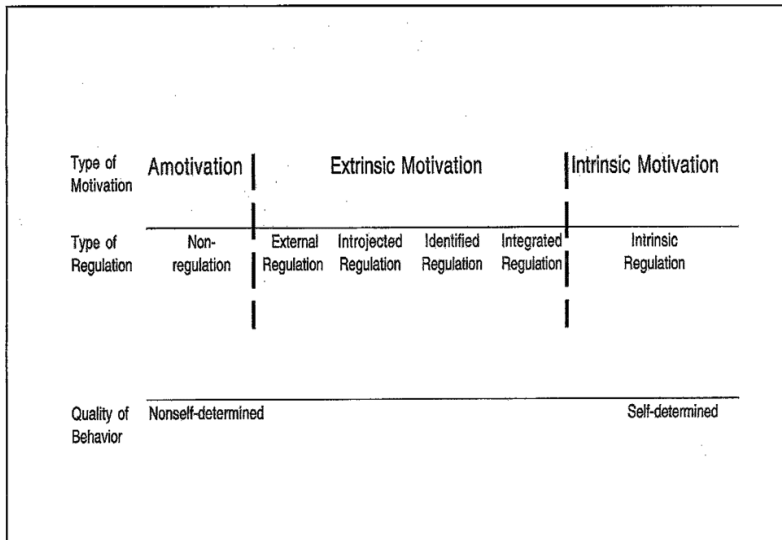 Type of Motivation
Amotivation
Extrinsic Motivation
Intrinsic Motivation
Type of Regulation
Non-regulation
External Regulation
Introjected Regulation
Identified Regulation
Integrated Regulation
Intrinsic Regulation
Quality of Behavior
Nonself-determined
Self-determined